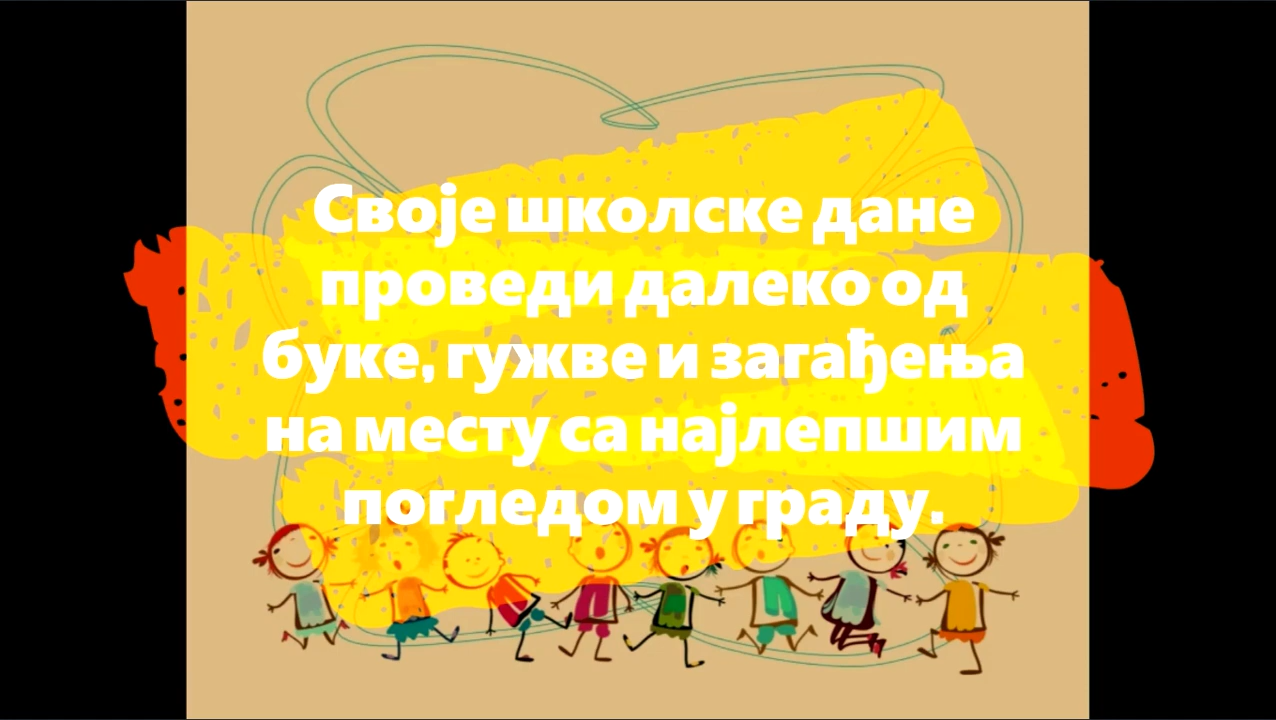 Своје школске дане
проведи далеко од
буке, гужве и загађења
на месту са најлепшим
погледом у граду.